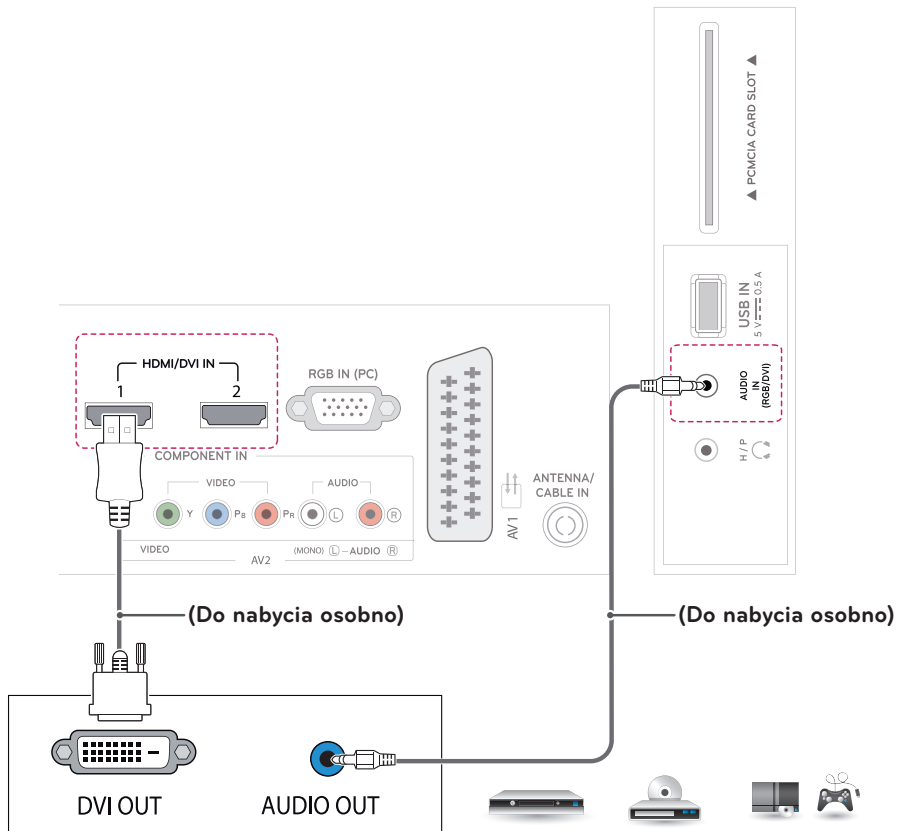 ▲ PCMCIA CARD SLOT ▲
USB IN
5 V 0.5 A
AUDIO
IN
(RGB/DVI)
H / P
HDMI/DVI IN
1
2
RGB IN (PC)
COMPONENT IN
VIDEO
AUDIO
Y
PB
PR
L
R
VIDEO
AV2
(MONO) L – AUDIO R
AV1
ANTENNA/
CABLE IN
(Do nabycia osobno)
(Do nabycia osobno)
DVI OUT
AUDIO OUT